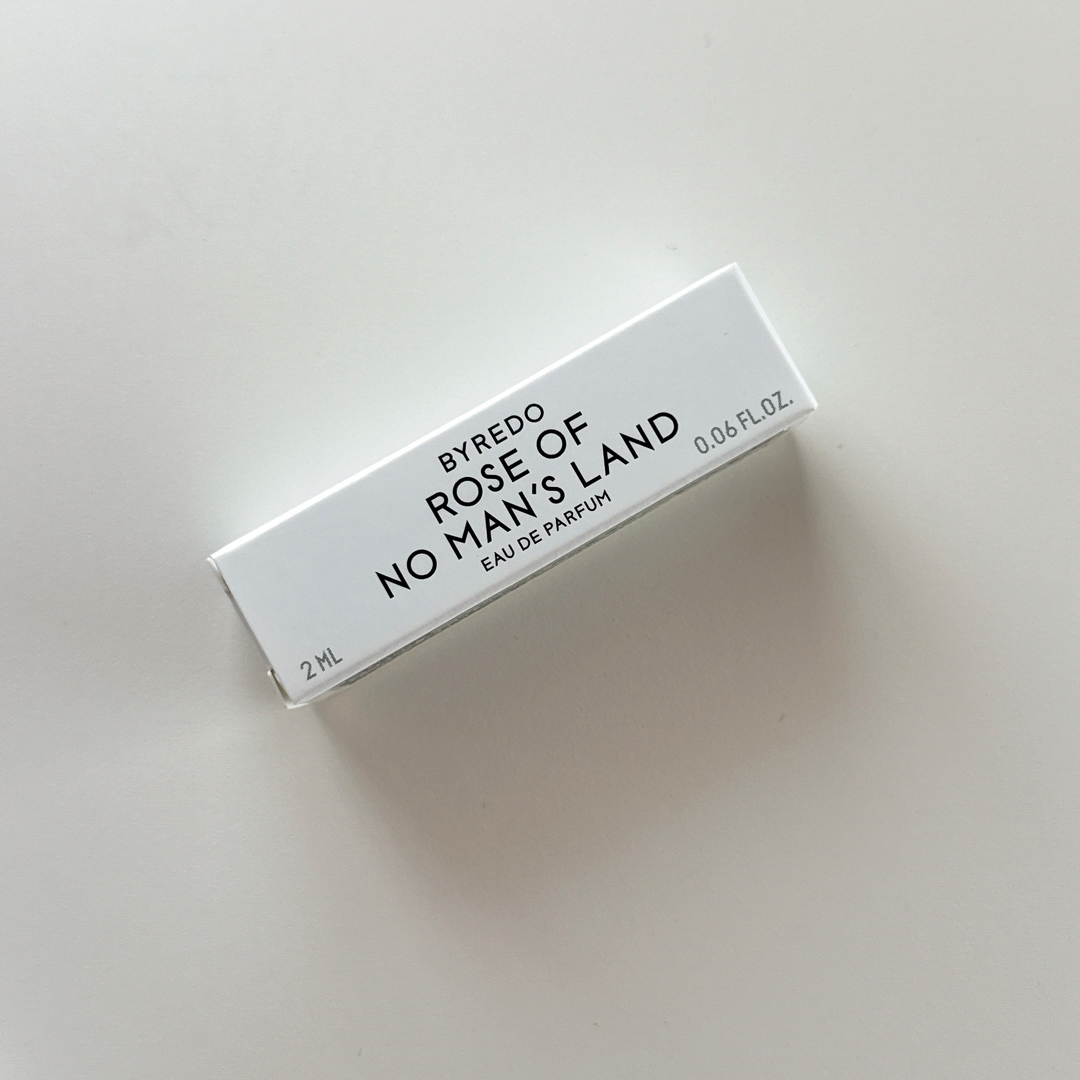 BYREDO
ROSE OF
NO MAN'S LAND
EAU DE PARFUM
2 ML
0.06 FL.OZ.